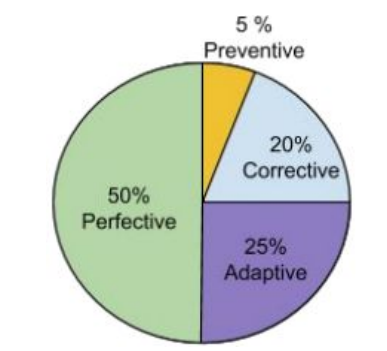 5 %
Preventive
20%
Corrective
50%
Perfective
25%
Adaptive